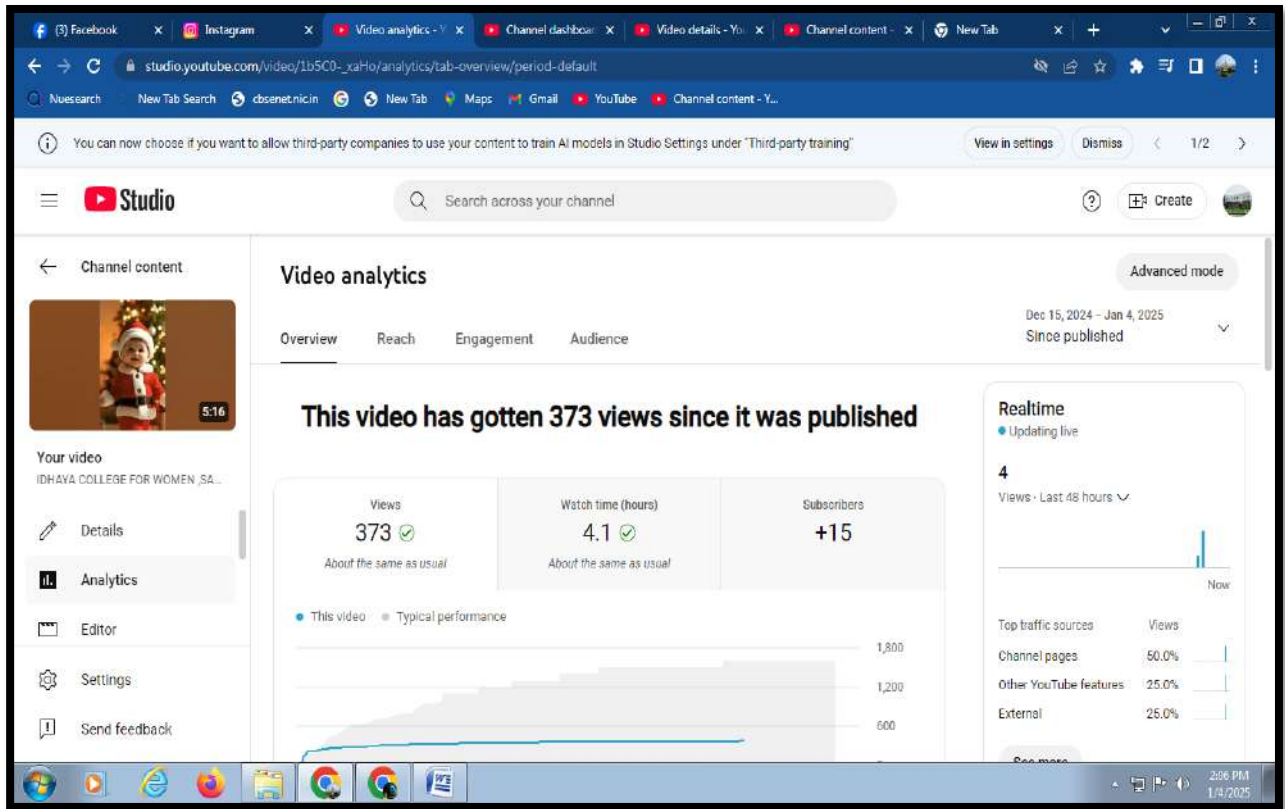 (3) Facebook
Instagram
Video analytics - Y
Channel dashboar
Video details - Yo
Channel content -
New Tab
studio.youtube.com/video/1b5C0-_xaHo/analytics/tab-overview/period-default
Nuesearch
New Tab Search
cbsenet.nic.in
New Tab
Maps
Gmail
YouTube
Channel content - Y...
You can now choose if you want to allow third-party companies to use your content to train AI models in Studio Settings under "Third-party training"
View in settings
Dismiss
1/2
Studio
Search across your channel
Create
Channel content
Video analytics
Advanced mode
Overview
Reach
Engagement
Audience
Dec 15, 2024 – Jan 4, 2025
Since published
5:16
This video has gotten 373 views since it was published
Your video
IDHAYA COLLEGE FOR WOMEN ,SA...
Details
Analytics
Editor
Settings
Send feedback
Views
373
About the same as usual
Watch time (hours)
4.1
About the same as usual
Subscribers
+15
This video
Typical performance
1,800
1,200
600
Realtime
Updating live
4
Views · Last 48 hours
Now
Top traffic sources Views
Channel pages 50.0%
Other YouTube features 25.0%
External 25.0%
See more
2:06 PM
1/4/2025